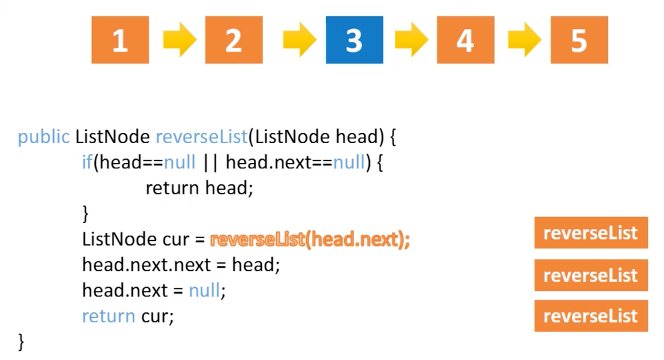 1 2 3 4 5
public ListNode reverseList(ListNode head) {
if(head==null || head.next==null) {
return head;
}
ListNode cur = reverseList(head.next);
head.next.next = head;
head.next = null;
return cur;
}
reverseList
reverseList
reverseList